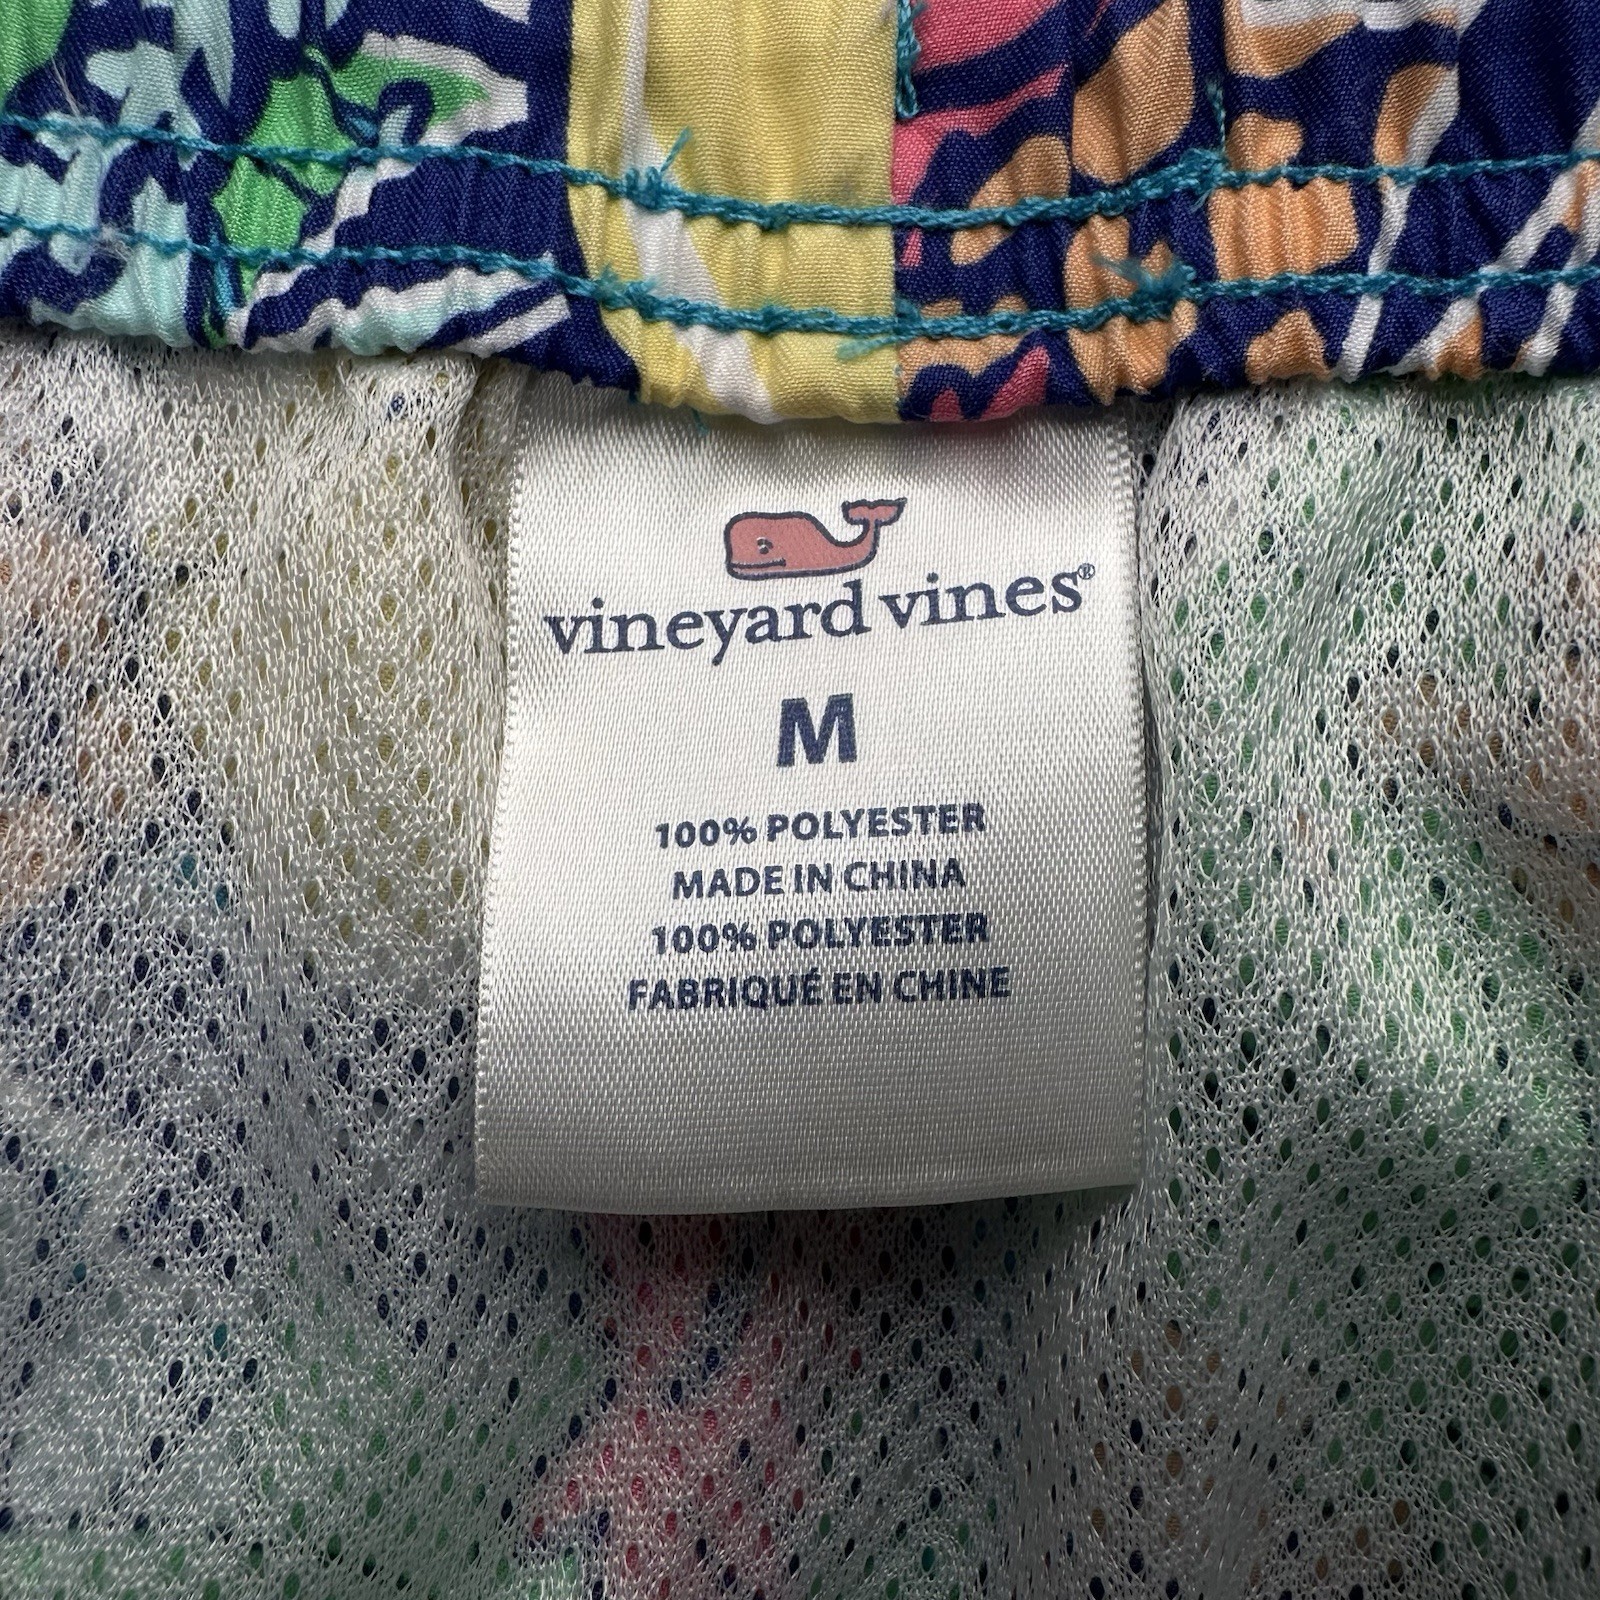 vineyard vines®
M
100% POLYESTER
MADE IN CHINA
100% POLYESTER
FABRIQUÉ EN CHINE